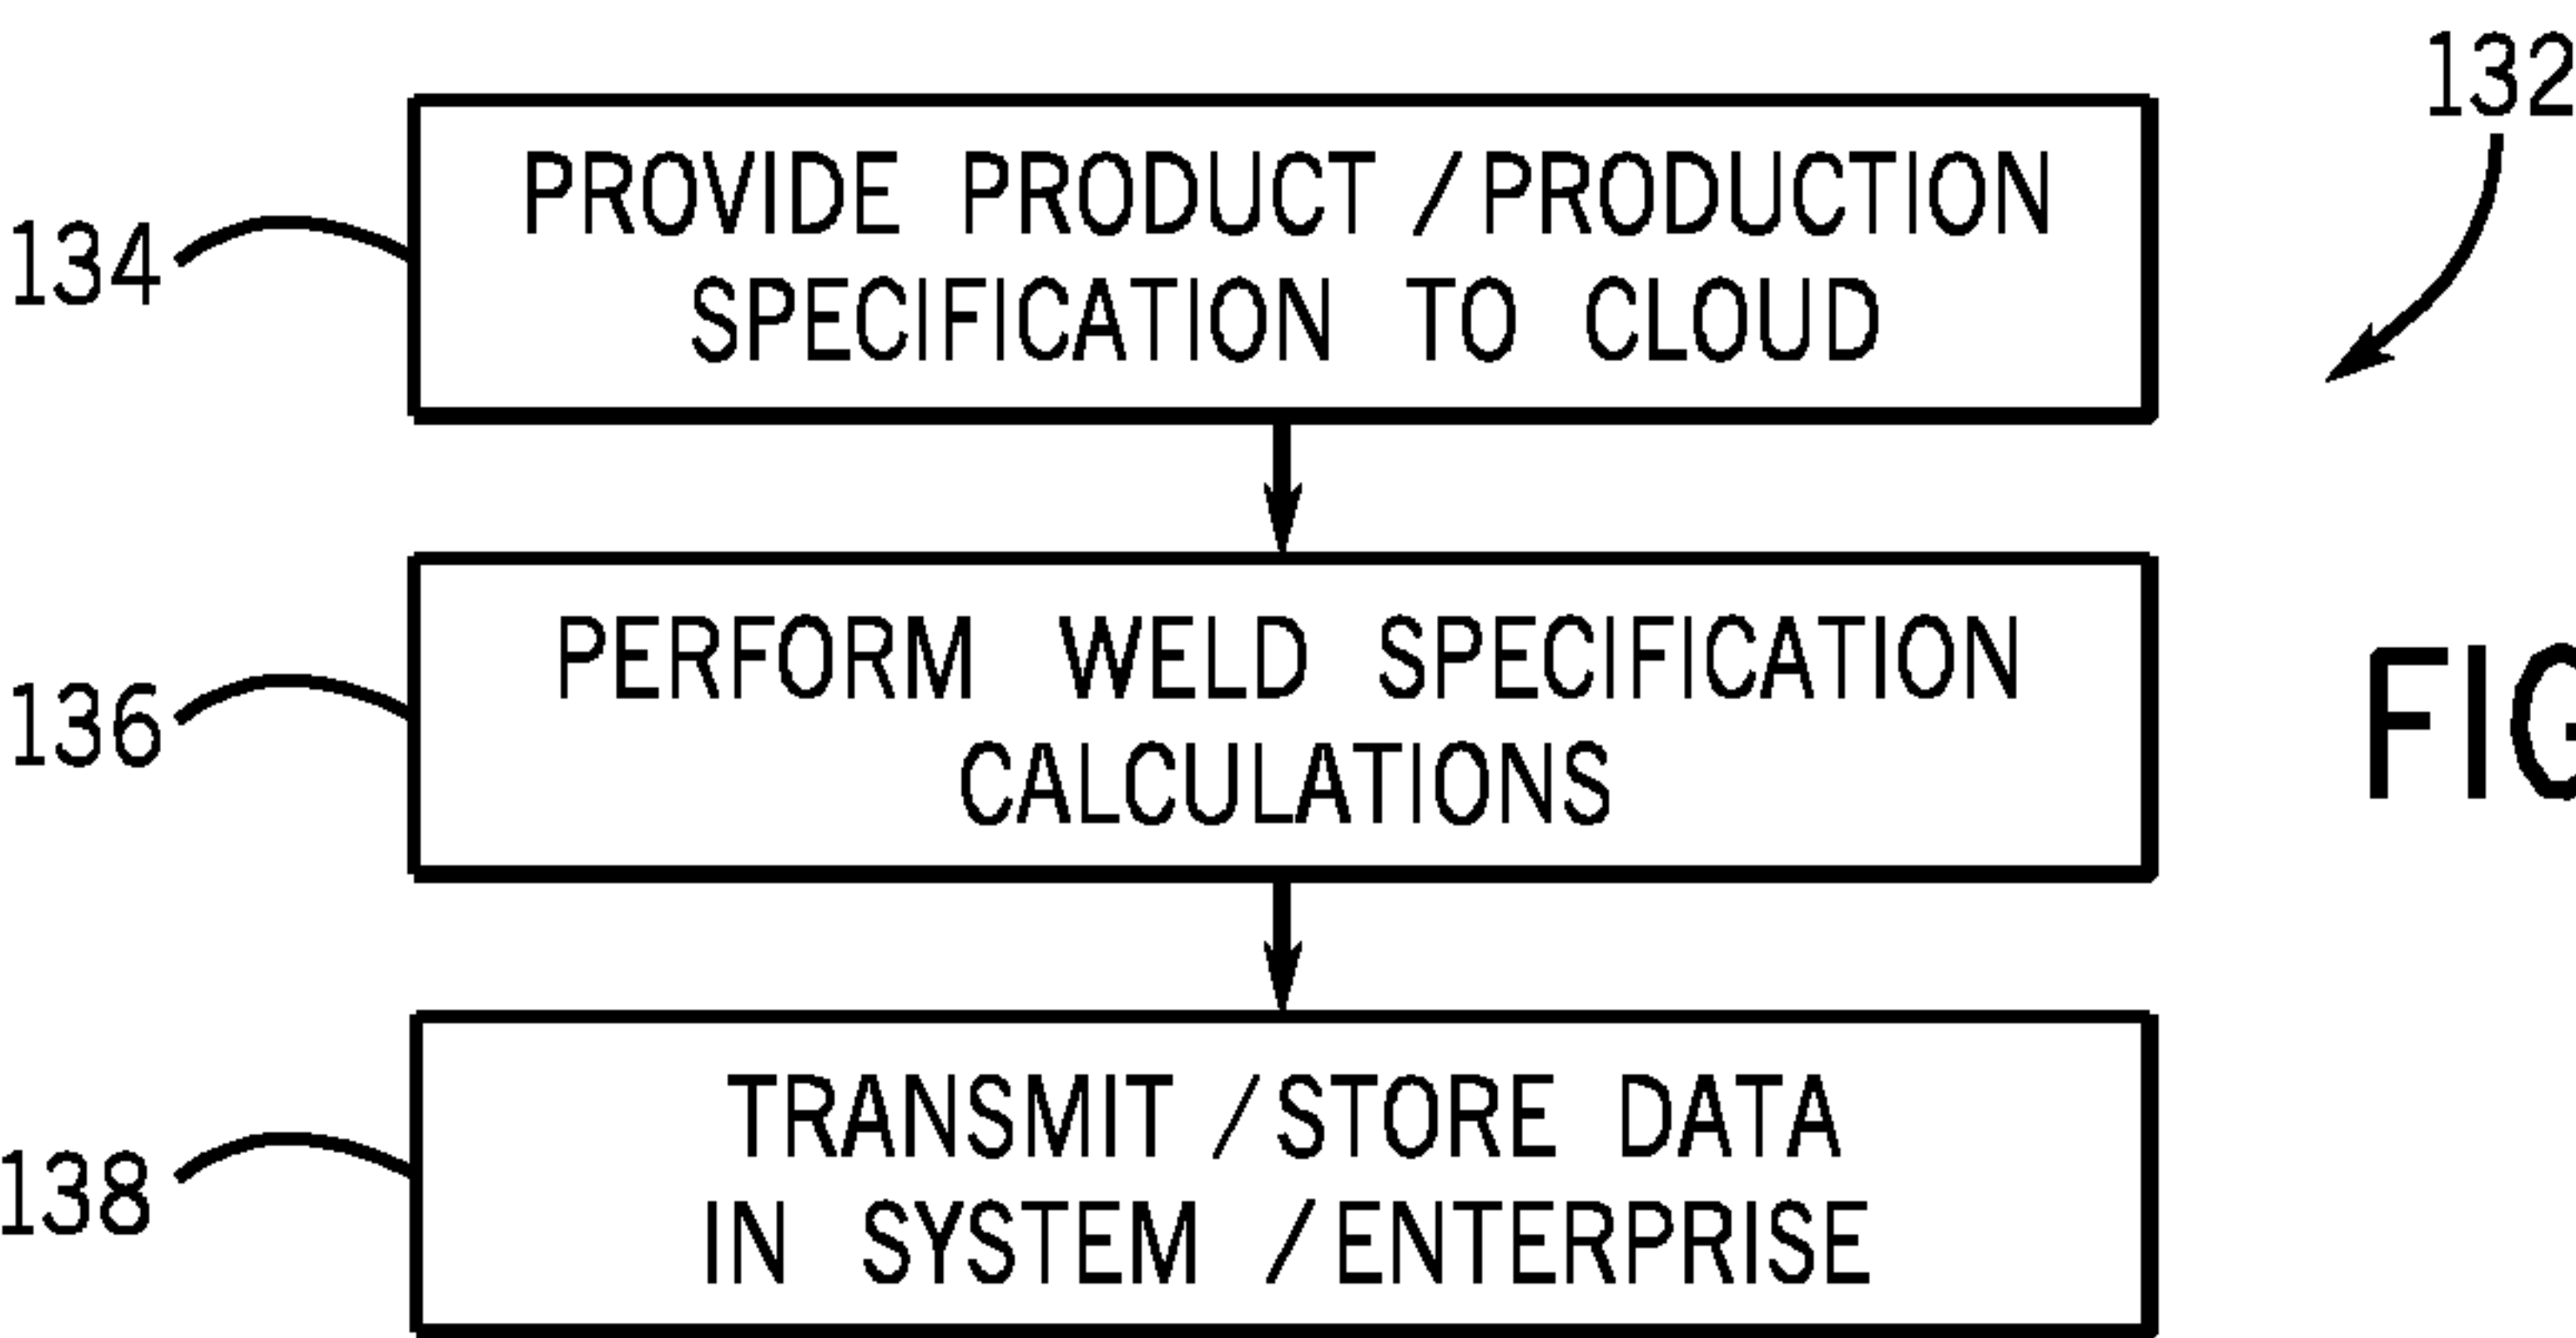 132
134
PROVIDE PRODUCT / PRODUCTION
SPECIFICATION TO CLOUD
136
PERFORM WELD SPECIFICATION
CALCULATIONS
FIG
138
TRANSMIT / STORE DATA
IN SYSTEM / ENTERPRISE